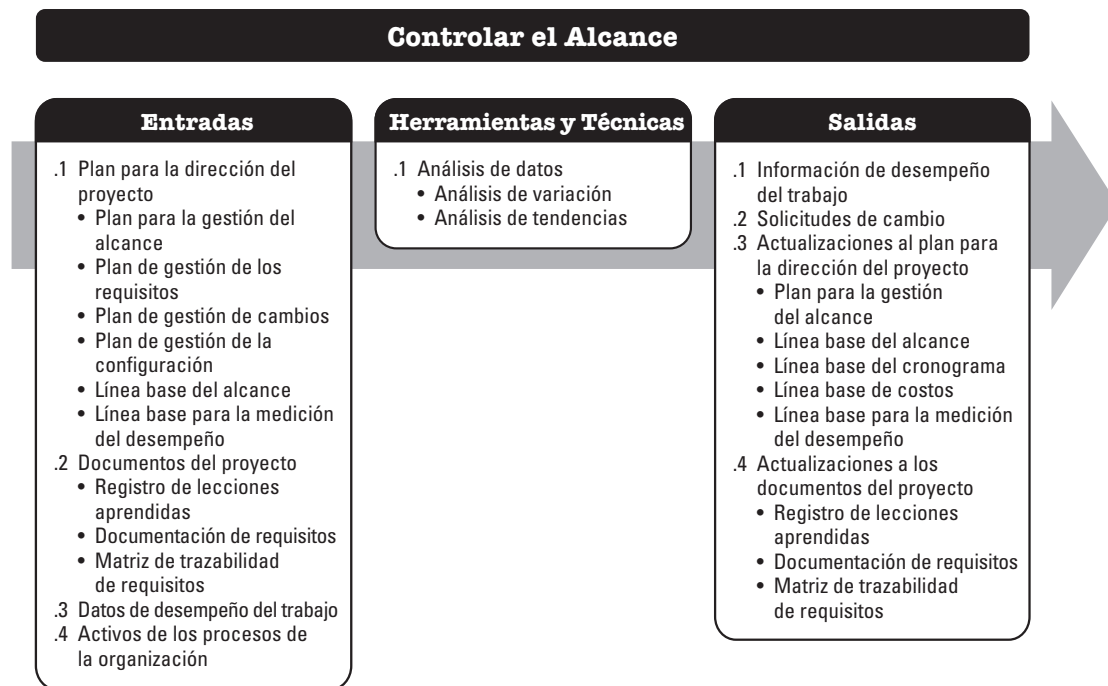 Controlar el Alcance
Entradas
.1 Plan para la dirección del
proyecto
• Plan para la gestión del
alcance
• Plan de gestión de los
requisitos
• Plan de gestión de cambios
• Plan de gestión de la
configuración
• Línea base del alcance
• Línea base para la medición
del desempeño
.2 Documentos del proyecto
• Registro de lecciones
aprendidas
• Documentación de requisitos
• Matriz de trazabilidad
de requisitos
.3 Datos de desempeño del trabajo
.4 Activos de los procesos de
la organización
Herramientas y Técnicas
.1 Análisis de datos
• Análisis de variación
• Análisis de tendencias
Salidas
.1 Información de desempeño
del trabajo
.2 Solicitudes de cambio
.3 Actualizaciones al plan para
la dirección del proyecto
• Plan para la gestión
del alcance
• Línea base del alcance
• Línea base del cronograma
• Línea base de costos
• Línea base para la medición
del desempeño
.4 Actualizaciones a los
documentos del proyecto
• Registro de lecciones
aprendidas
• Documentación de requisitos
• Matriz de trazabilidad
de requisitos